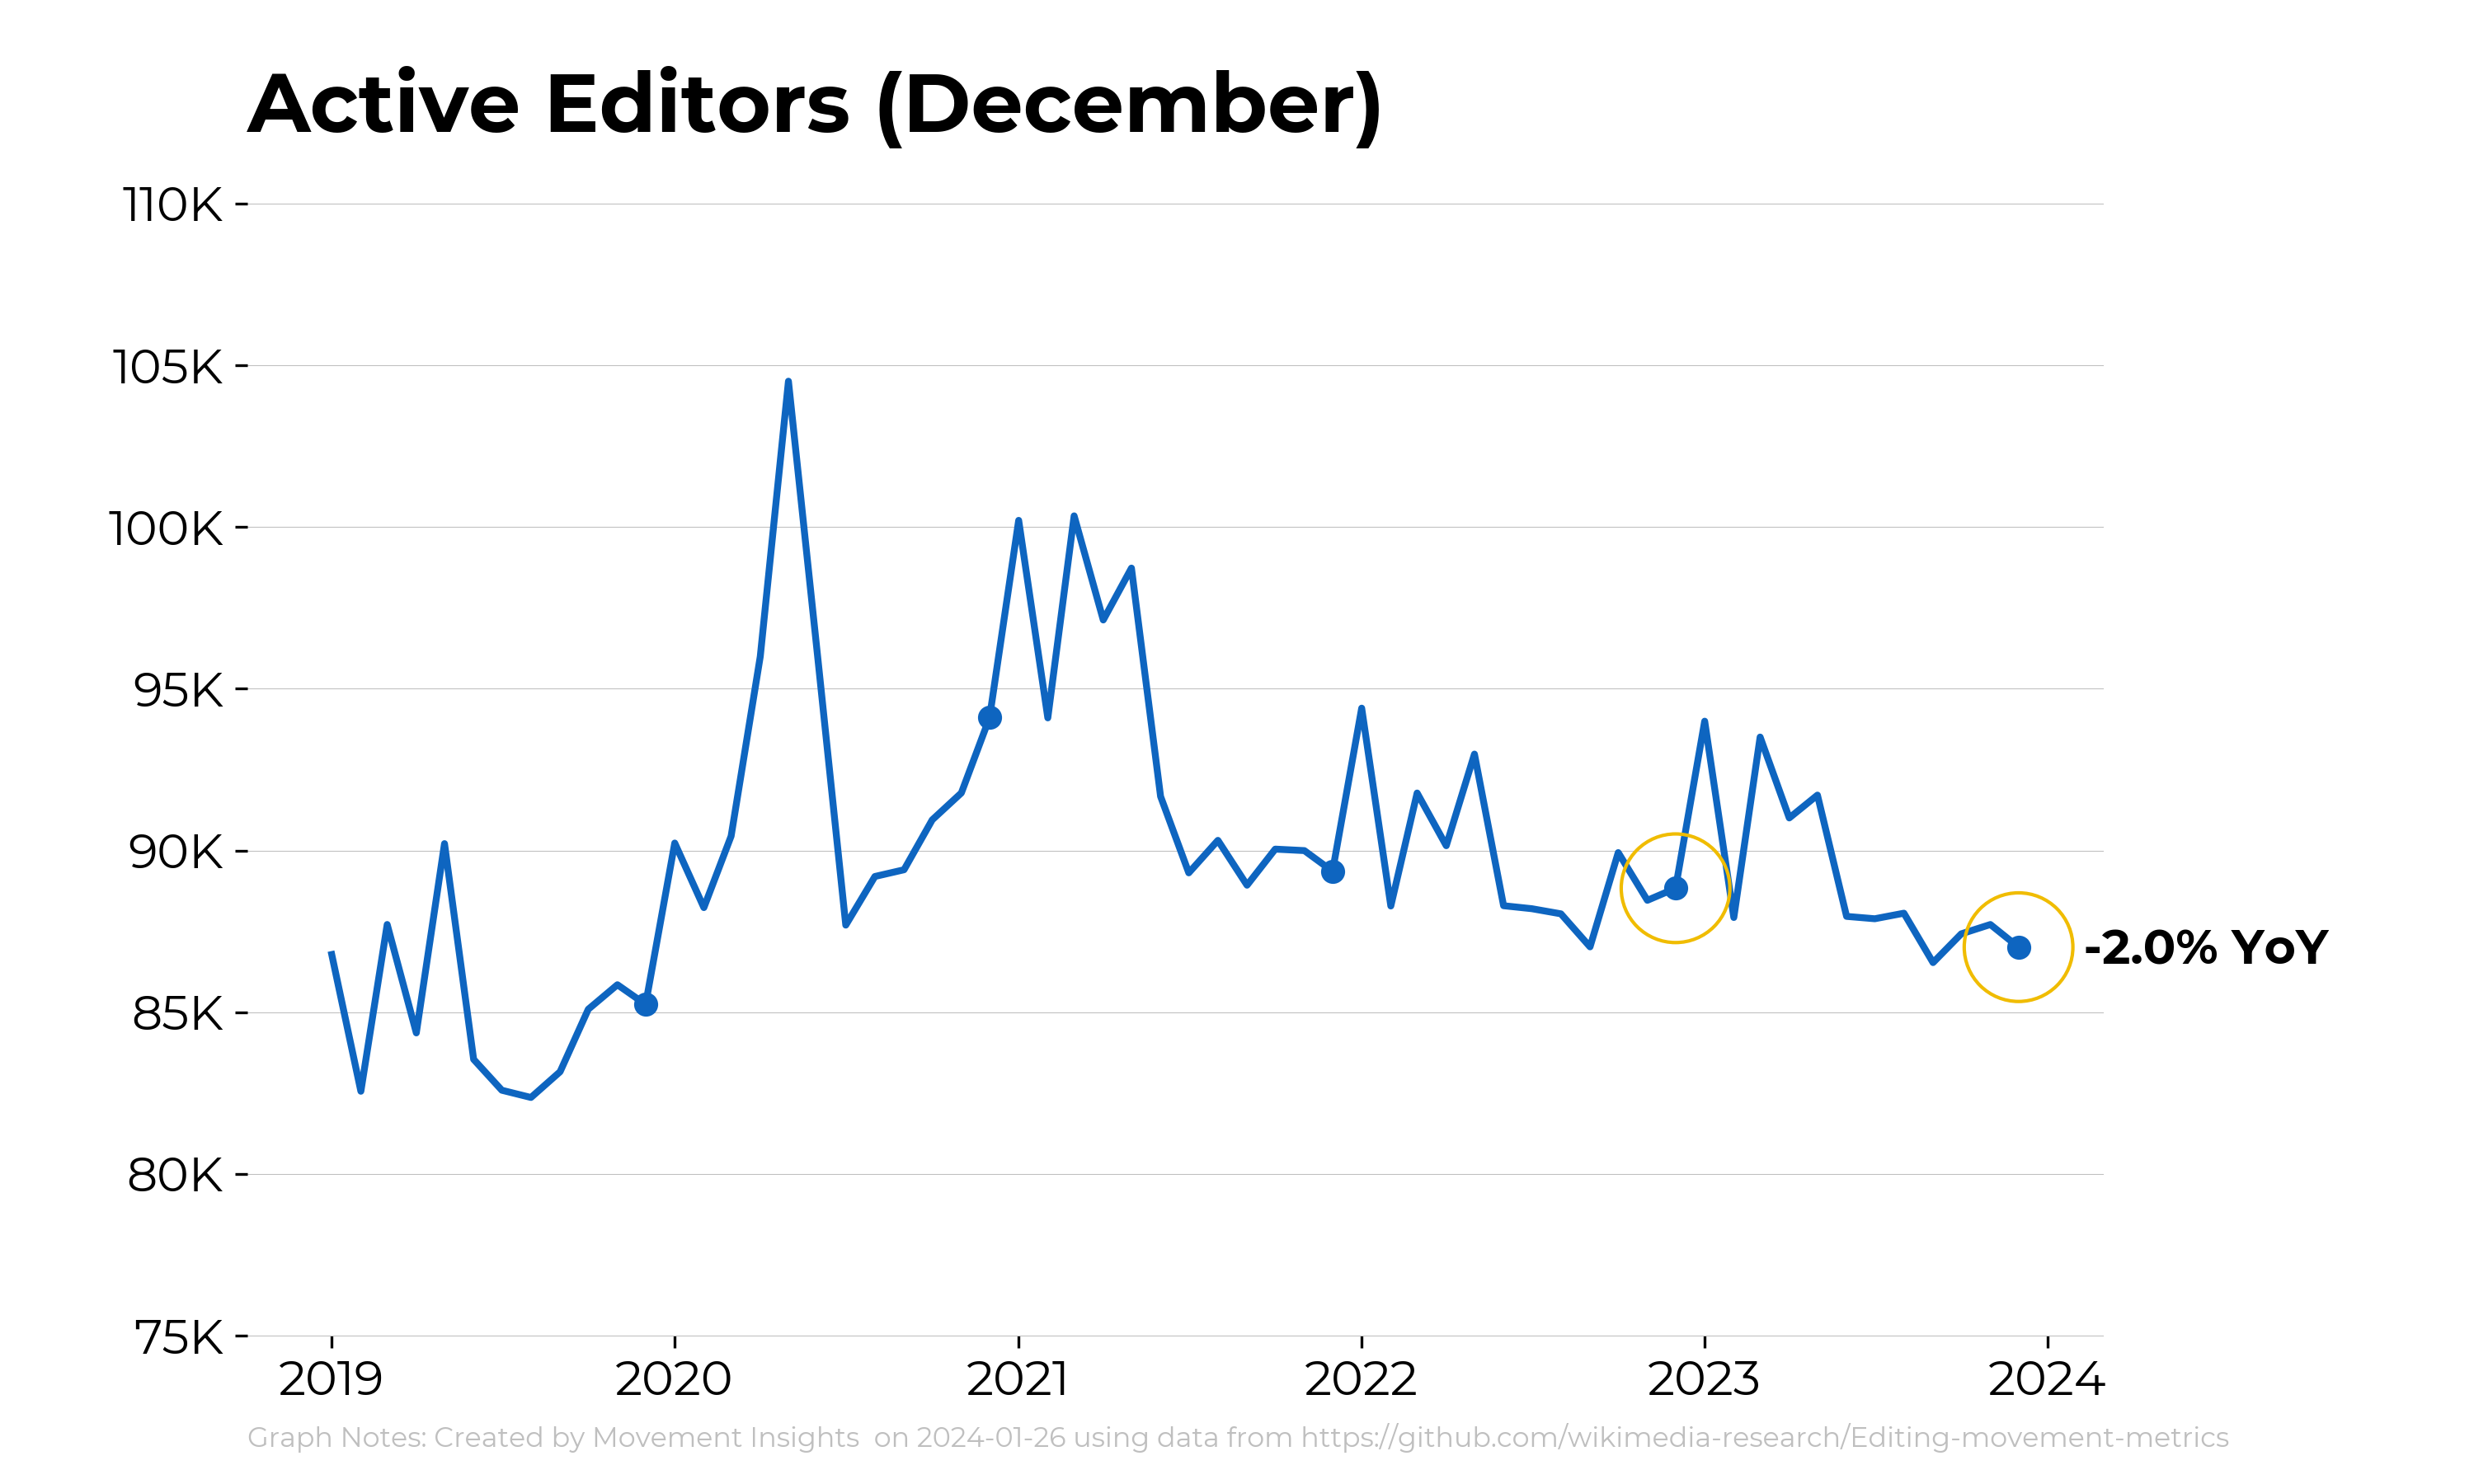 Active Editors (December)
110K
105K
100K
95K
90K
85K
80K
75K
-2.0% YoY
2019 2020 2021 2022 2023 2024
Graph Notes: Created by Movement Insights  on 2024-01-26 using data from https://github.com/wikimedia-research/Editing-movement-metrics